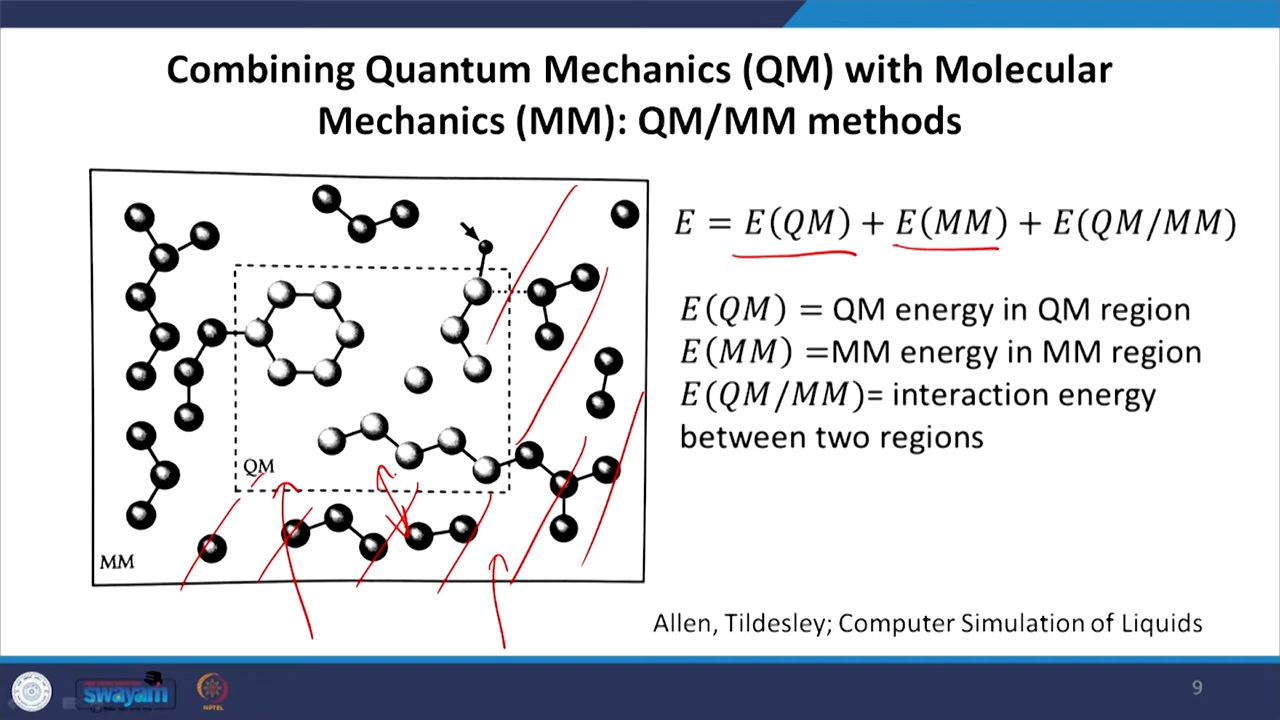 Combining Quantum Mechanics (QM) with Molecular
Mechanics (MM): QM/MM methods
E = E(QM) + E(MM) + E(QM/MM)
E(QM) = QM energy in QM region
E(MM) =MM energy in MM region
E(QM/MM)= interaction energy
between two regions
QM
MM
Allen, Tildesley; Computer Simulation of Liquids
swayam
NPTEL
9